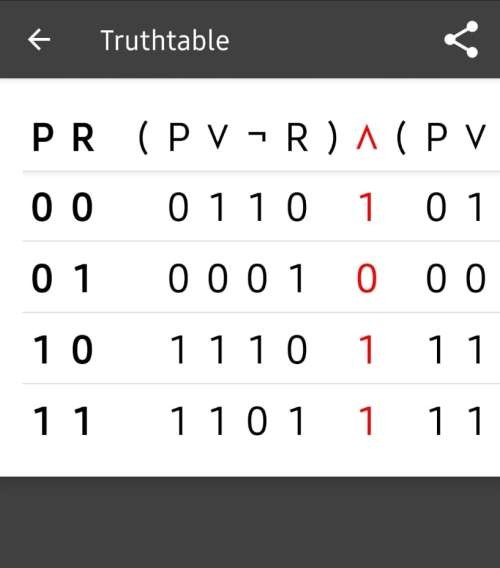 Truthtable
P R ( P ∨ ¬ R ) ∧ ( P ∨
0 0 0 1 1 0 1 0 1
0 1 0 0 0 1 0 0 0
1 0 1 1 1 0 1 1 1
1 1 1 1 0 1 1 1 1